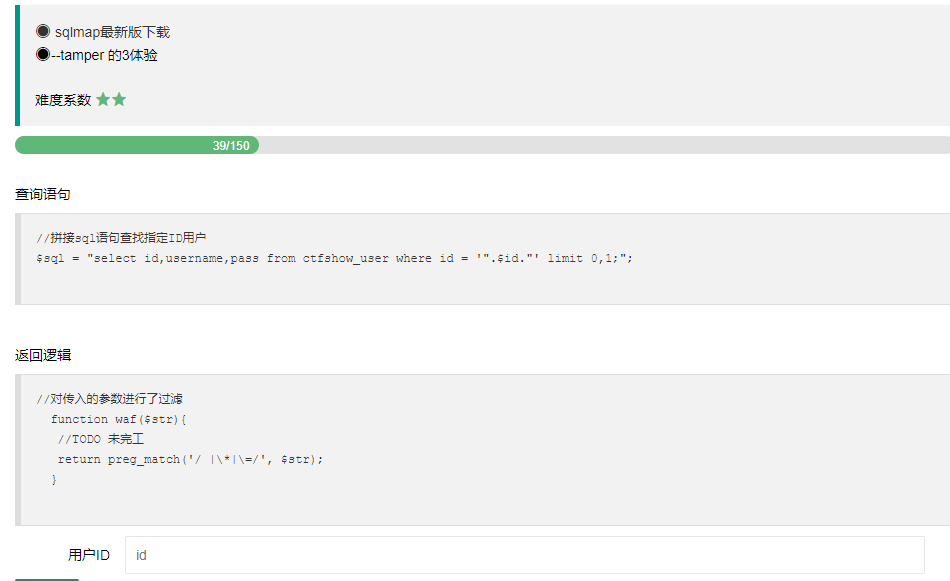 ◉ sqlmap最新版下载
◉--tamper 的3体验
难度系数 ★★
39/150
查询语句
//拼接sql语句查找指定ID用户
$sql = "select id,username,pass from ctfshow_user where id = '".$id."' limit 0,1;";
返回逻辑
//对传入的参数进行了过滤
function waf($str){
//TODO 未完工
return preg_match('/ |\*|\=/', $str);
}
用户ID
id